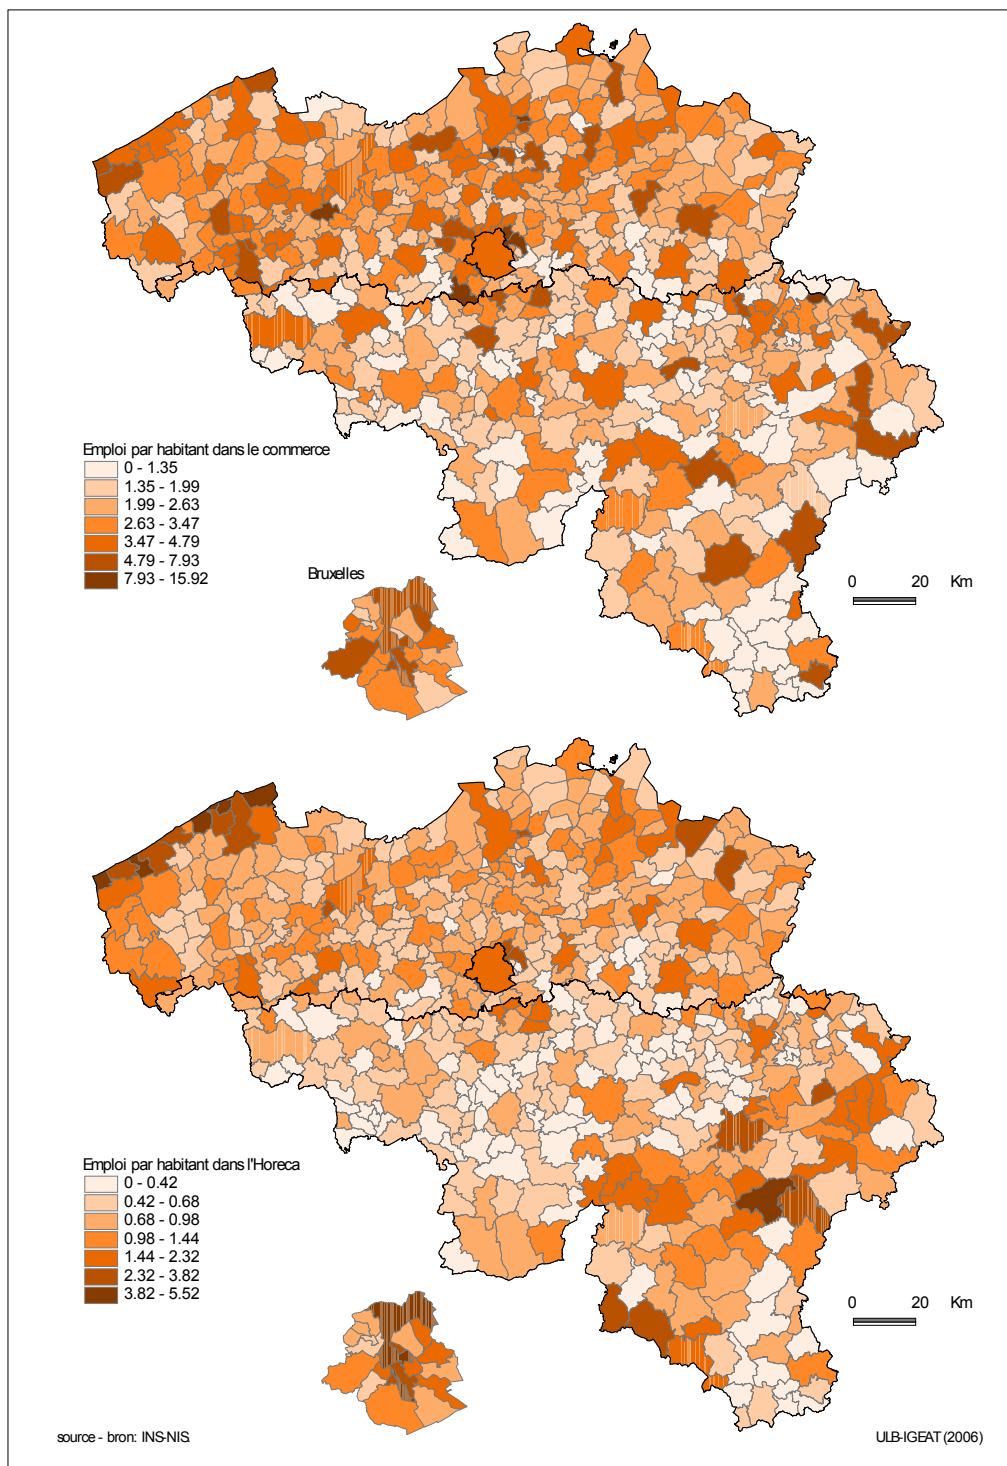 Emploi par habitant dans le commerce
0 - 1.35
1.35 - 1.99
1.99 - 2.63
2.63 - 3.47
3.47 - 4.79
4.79 - 7.93
7.93 - 15.92
Bruxelles
0 20 Km
Emploi par habitant dans l'Horeca
0 - 0.42
0.42 - 0.68
0.68 - 0.98
0.98 - 1.44
1.44 - 2.32
2.32 - 3.82
3.82 - 5.52
0 20 Km
source - bron: INS-NIS.
ULB-IGEAT (2006)